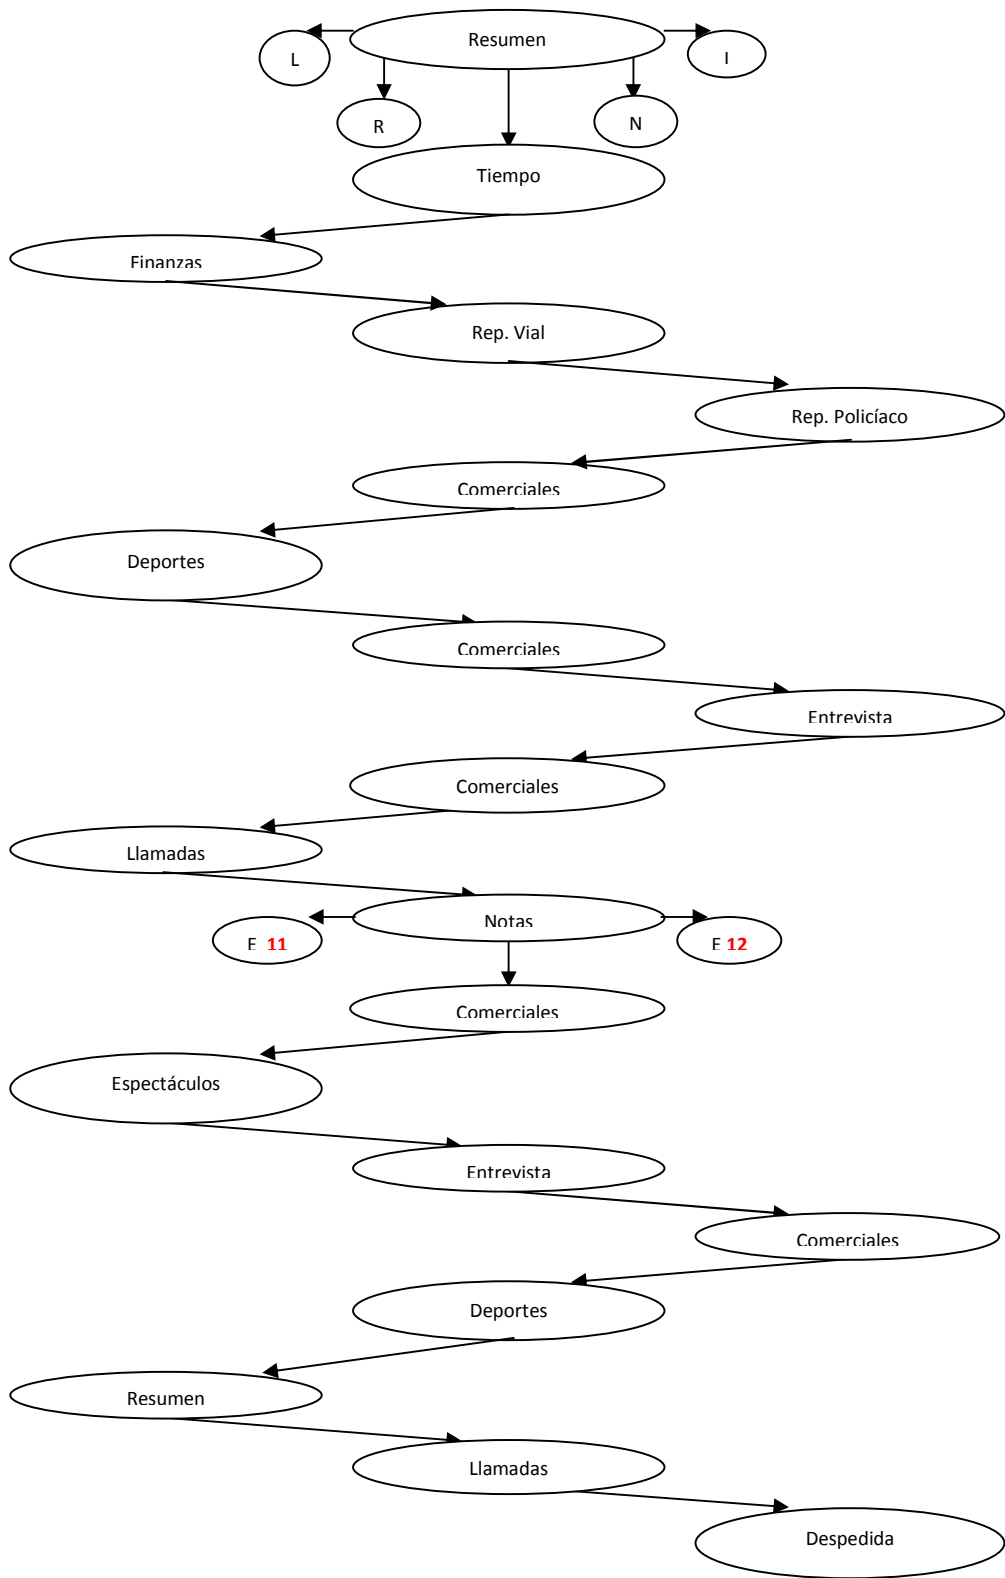 Resumen
L
I
R
N
Tiempo
Finanzas
Rep. Vial
Rep. Policíaco
Comerciales
Deportes
Comerciales
Entrevista
Comerciales
Llamadas
Notas
E 11
E 12
Comerciales
Espectáculos
Entrevista
Comerciales
Deportes
Resumen
Llamadas
Despedida